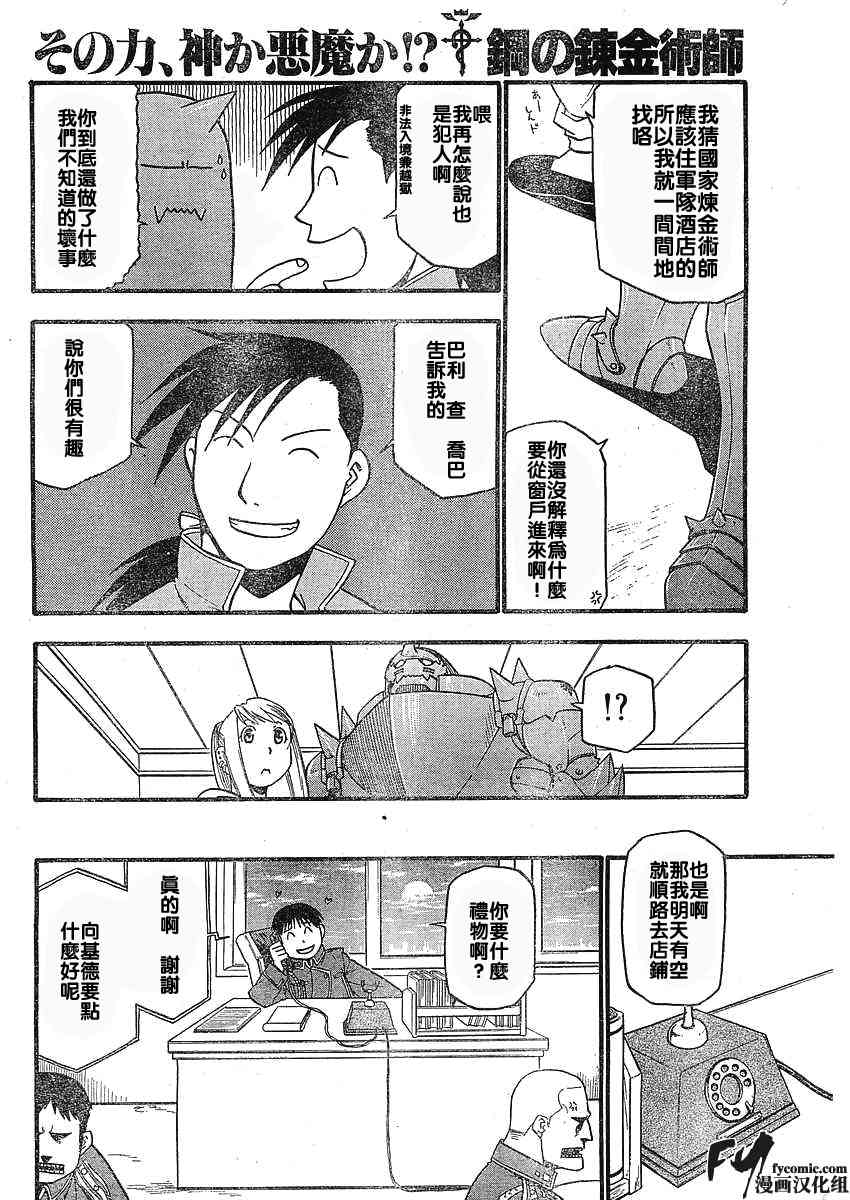 その力、神か悪魔か!?
鋼の錬金術師
我猜國家煉金術師
應該住軍隊酒店的
所以我就一間間地
找咯
喂
我再怎麼說也
是犯人啊
非法入境兼越獄
你到底還做了什麼
我們不知道的壞事
你還沒解釋爲什麼
要從窗戶進來啊！
巴利 查 喬巴
告訴我的
說你們很有趣
!?
也是啊
那我明天有空
就順路去店鋪
你要什麼
禮物啊？
真的啊 謝謝
向基德要點
什麼好呢
FY
fycomic.com
漫画汉化组